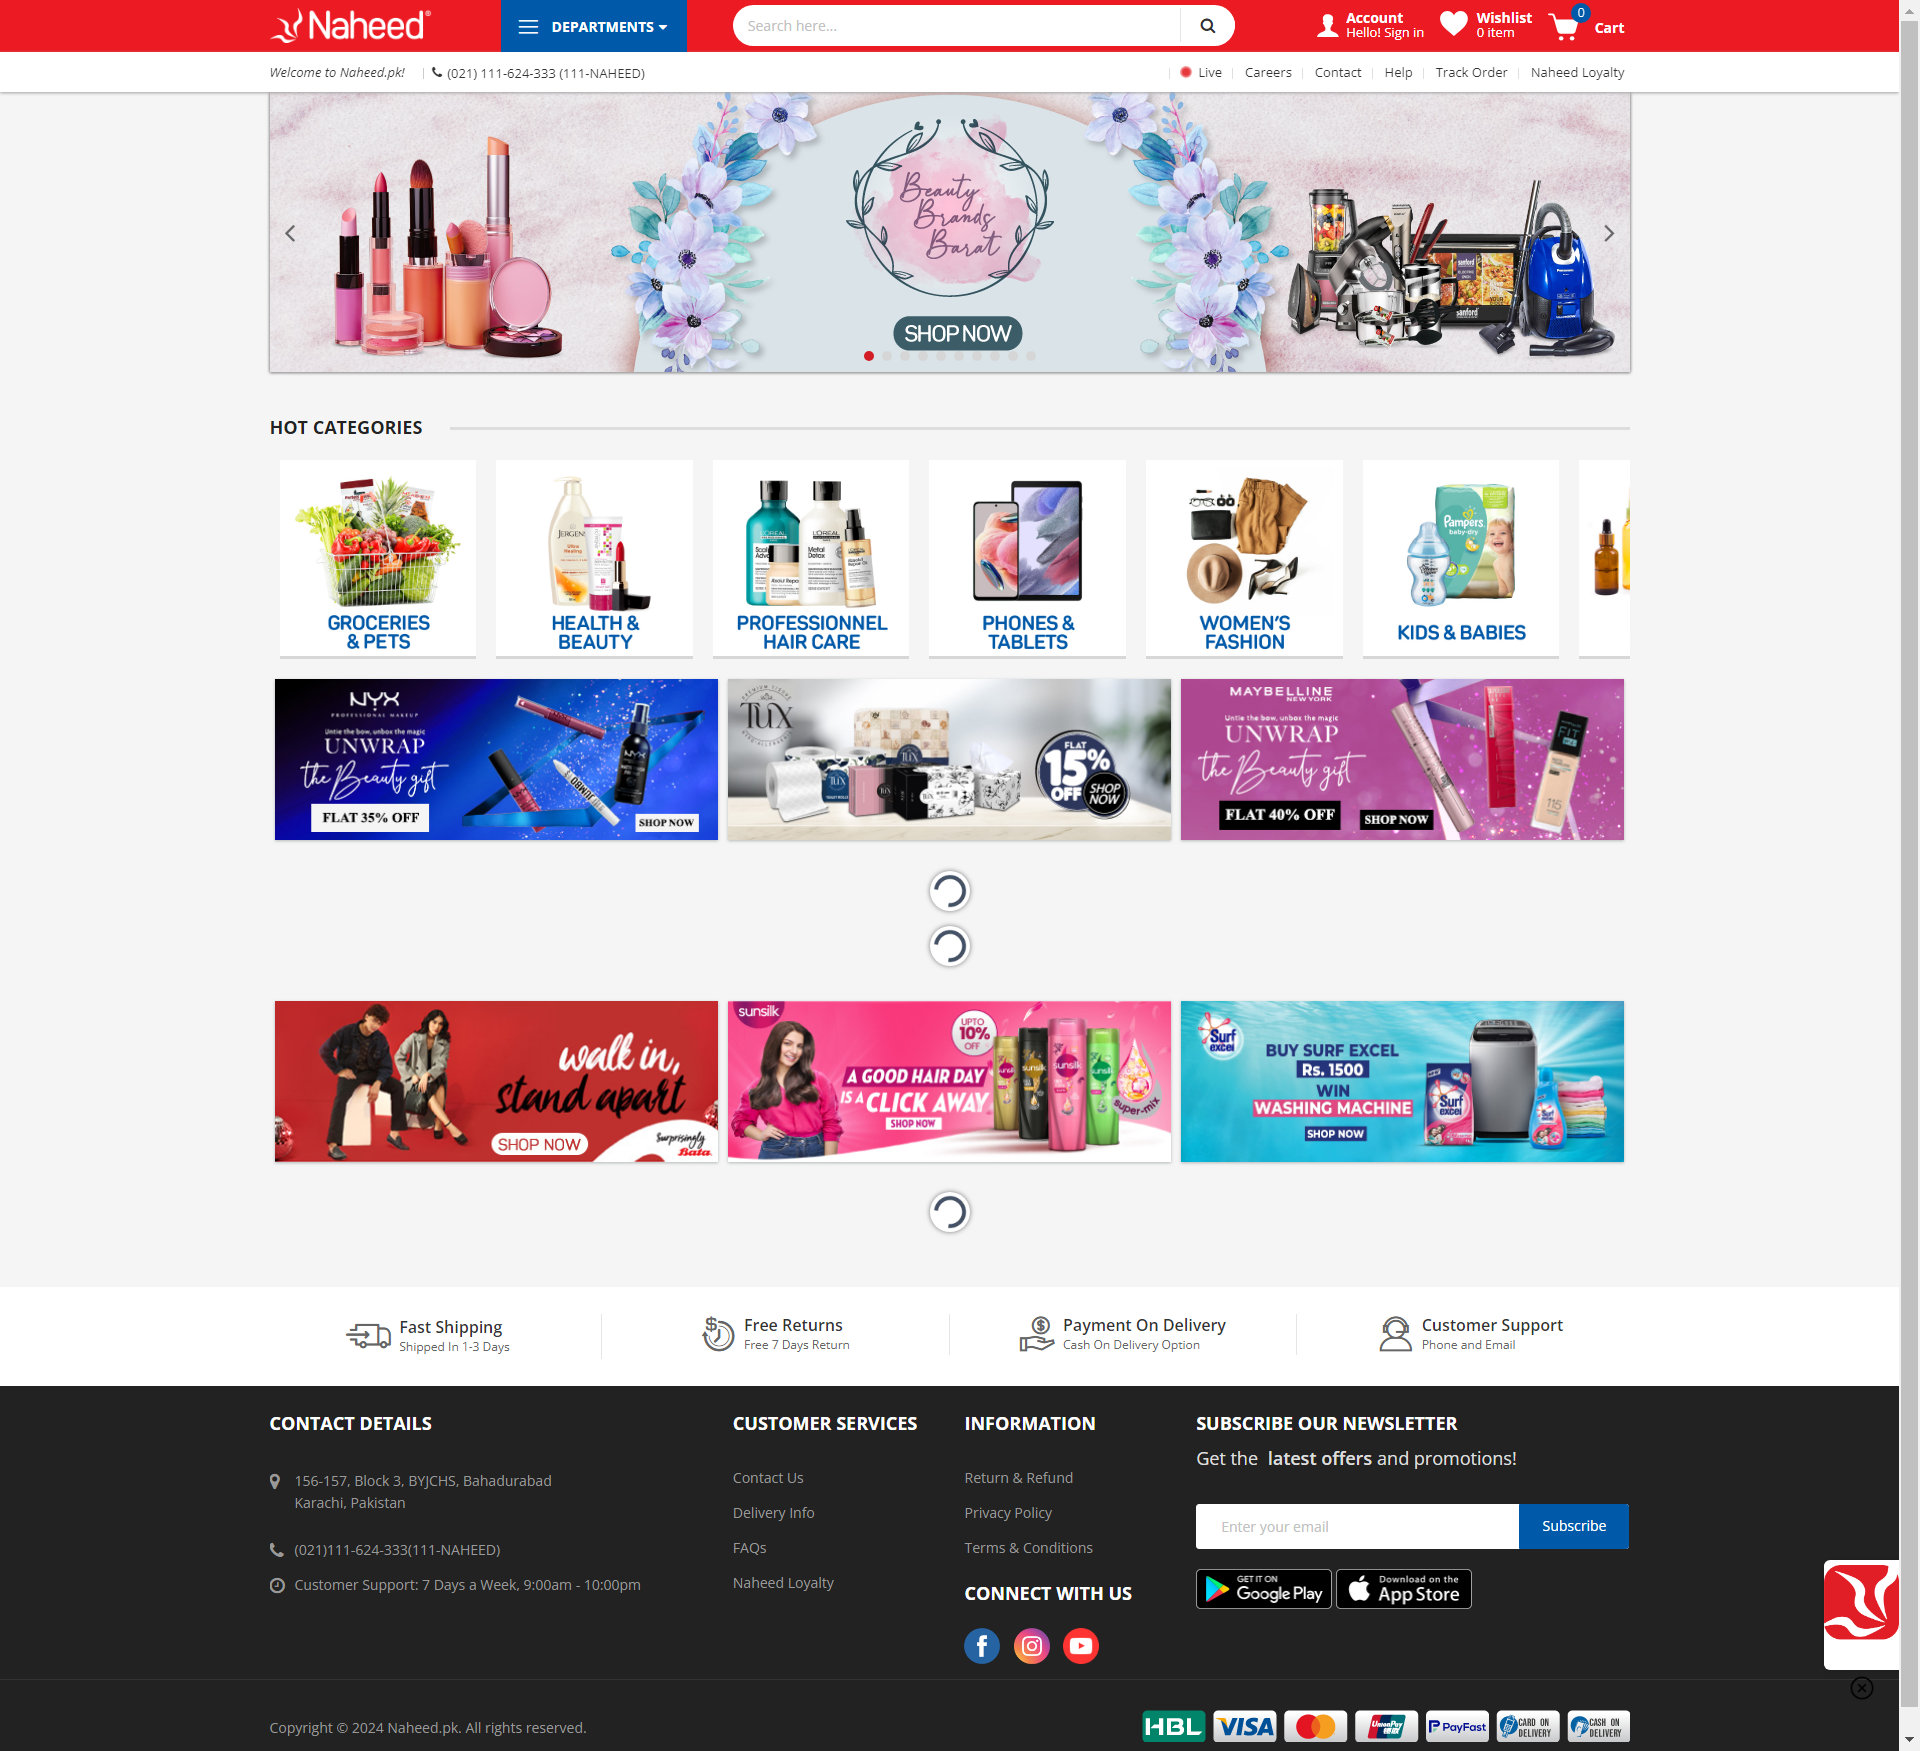 Naheed®
DEPARTMENTS
Search here...
Account
Hello! Sign in
Wishlist
0 item
0
Cart
Welcome to Naheed.pk!
(021) 111-624-333 (111-NAHEED)
Live
Careers
Contact
Help
Track Order
Naheed Loyalty
Beauty
Brands
Barat
SHOP NOW
HOT CATEGORIES
GROCERIES
& PETS
HEALTH &
BEAUTY
PROFESSIONNEL
HAIR CARE
PHONES &
TABLETS
WOMEN'S
FASHION
KIDS & BABIES
NYX
PROFESSIONAL MAKEUP
Untie the bow, unbox the magic
UNWRAP
the Beauty gift
FLAT 35% OFF
SHOP NOW
PREMIUM TISSUE
TUX
FLAT
15%
OFF
SHOP
NOW
MAYBELLINE
NEW YORK
Untie the bow, unbox the magic
UNWRAP
the Beauty gift
FLAT 40% OFF
SHOP NOW
walk in,
stand apart
SHOP NOW
Surprisingly
Bata
sunsilk
UPTO
10%
OFF
A GOOD HAIR DAY
IS A CLICK AWAY
SHOP NOW
super-mix
Surf
excel
BUY SURF EXCEL
Rs. 1500
WIN
WASHING MACHINE
SHOP NOW
Fast Shipping
Shipped In 1-3 Days
Free Returns
Free 7 Days Return
Payment On Delivery
Cash On Delivery Option
Customer Support
Phone and Email
CONTACT DETAILS
156-157, Block 3, BYJCHS, Bahadurabad
Karachi, Pakistan
(021)111-624-333(111-NAHEED)
Customer Support: 7 Days a Week, 9:00am - 10:00pm
CUSTOMER SERVICES
Contact Us
Delivery Info
FAQs
Naheed Loyalty
INFORMATION
Return & Refund
Privacy Policy
Terms & Conditions
CONNECT WITH US
SUBSCRIBE OUR NEWSLETTER
Get the latest offers and promotions!
Enter your email
Subscribe
GET IT ON
Google Play
Download on the
App Store
Copyright © 2024 Naheed.pk. All rights reserved.
HBL
VISA
UnionPay
PayFast
CARD ON
DELIVERY
CASH ON
DELIVERY